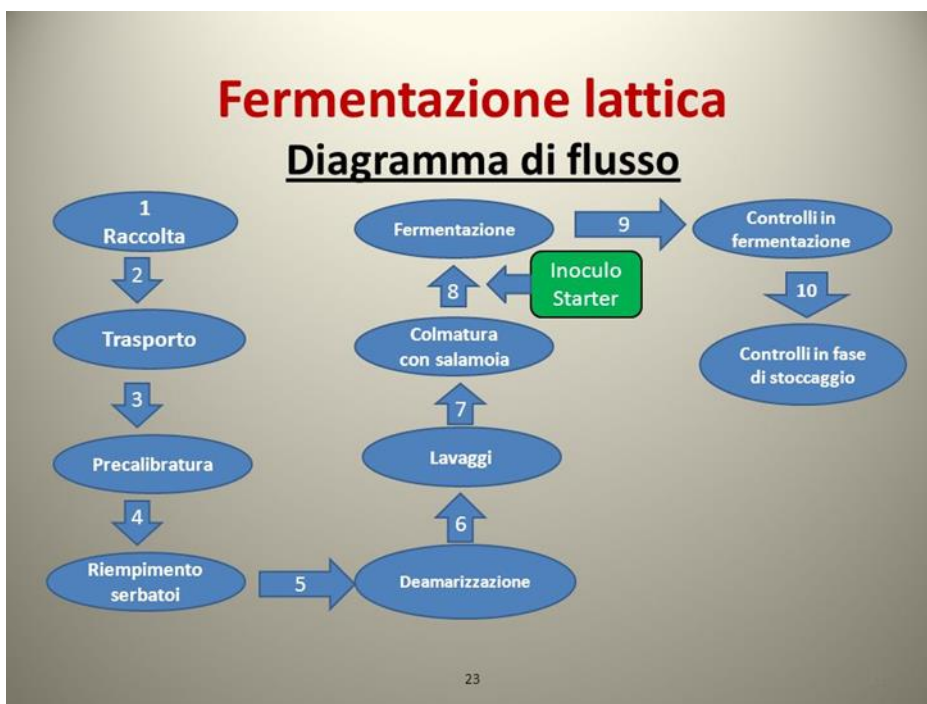 Fermentazione lattica
Diagramma di flusso
1
Raccolta
2
Trasporto
3
Precalibratura
4
Riempimento
serbatoi
5
Deamarizzazione
6
Lavaggi
7
Colmatura
con salamoia
8
Inoculo
Starter
Fermentazione
9
Controlli in
fermentazione
10
Controlli in fase
di stoccaggio
23